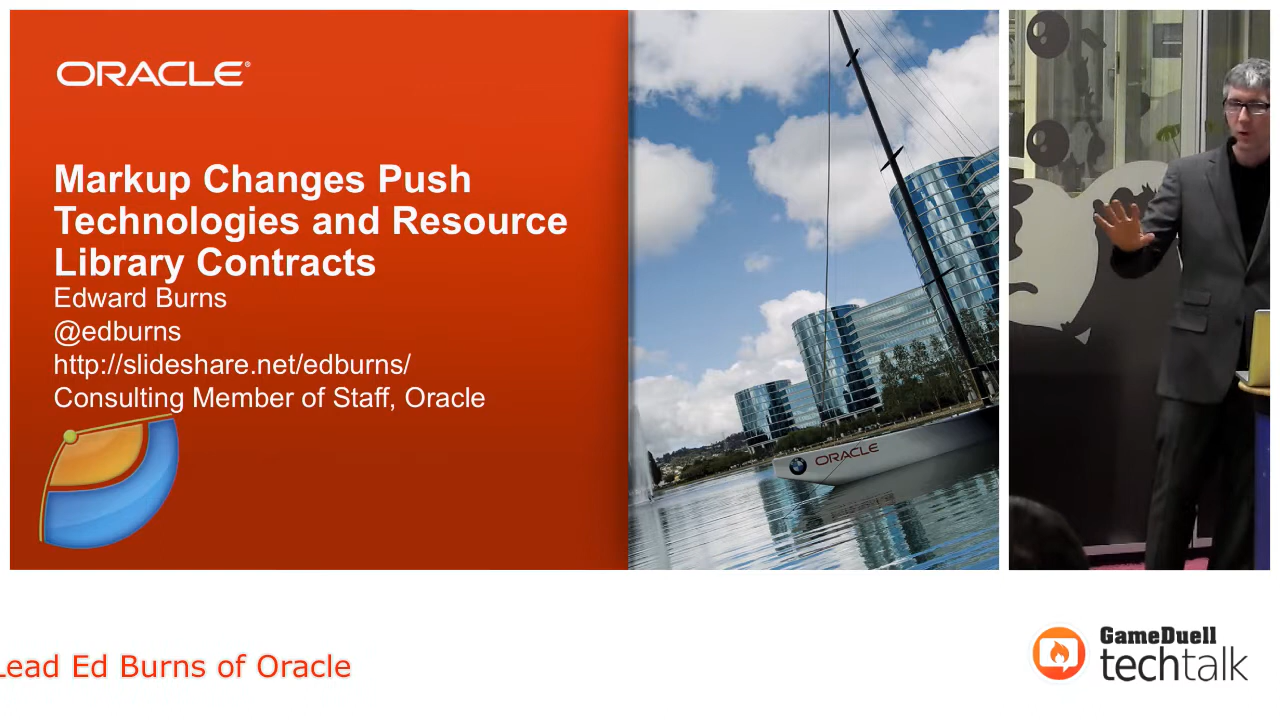 ORACLE®
Markup Changes Push
Technologies and Resource
Library Contracts
Edward Burns
@edburns
http://slideshare.net/edburns/
Consulting Member of Staff, Oracle
ORACLE
Lead Ed Burns of Oracle
GameDuell
techtalk